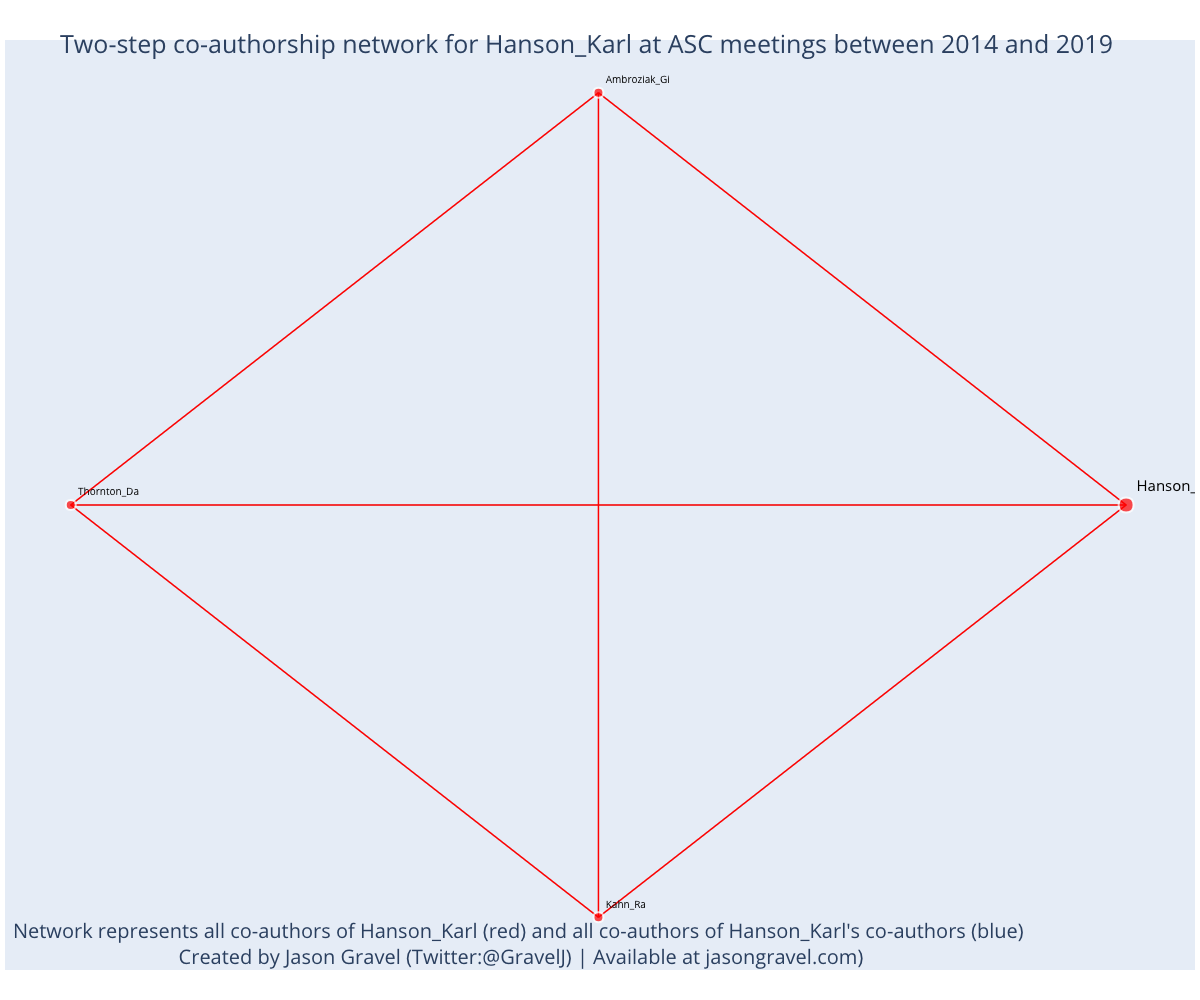 Two-step co-authorship network for Hanson_Karl at ASC meetings between 2014 and 2019
Ambroziak_Gi
Hanson_
Thornton_Da
Kahn_Ra
Network represents all co-authors of Hanson_Karl (red) and all co-authors of Hanson_Karl's co-authors (blue)
Created by Jason Gravel (Twitter:@GravelJ) | Available at jasongravel.com)